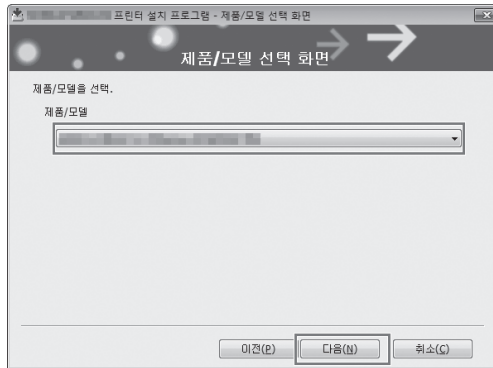 프린터 설치 프로그램 - 제품/모델 선택 화면
제품/모델 선택 화면
제품/모델을 선택.
제품/모델
이전(P) 다음(N) 취소(C)